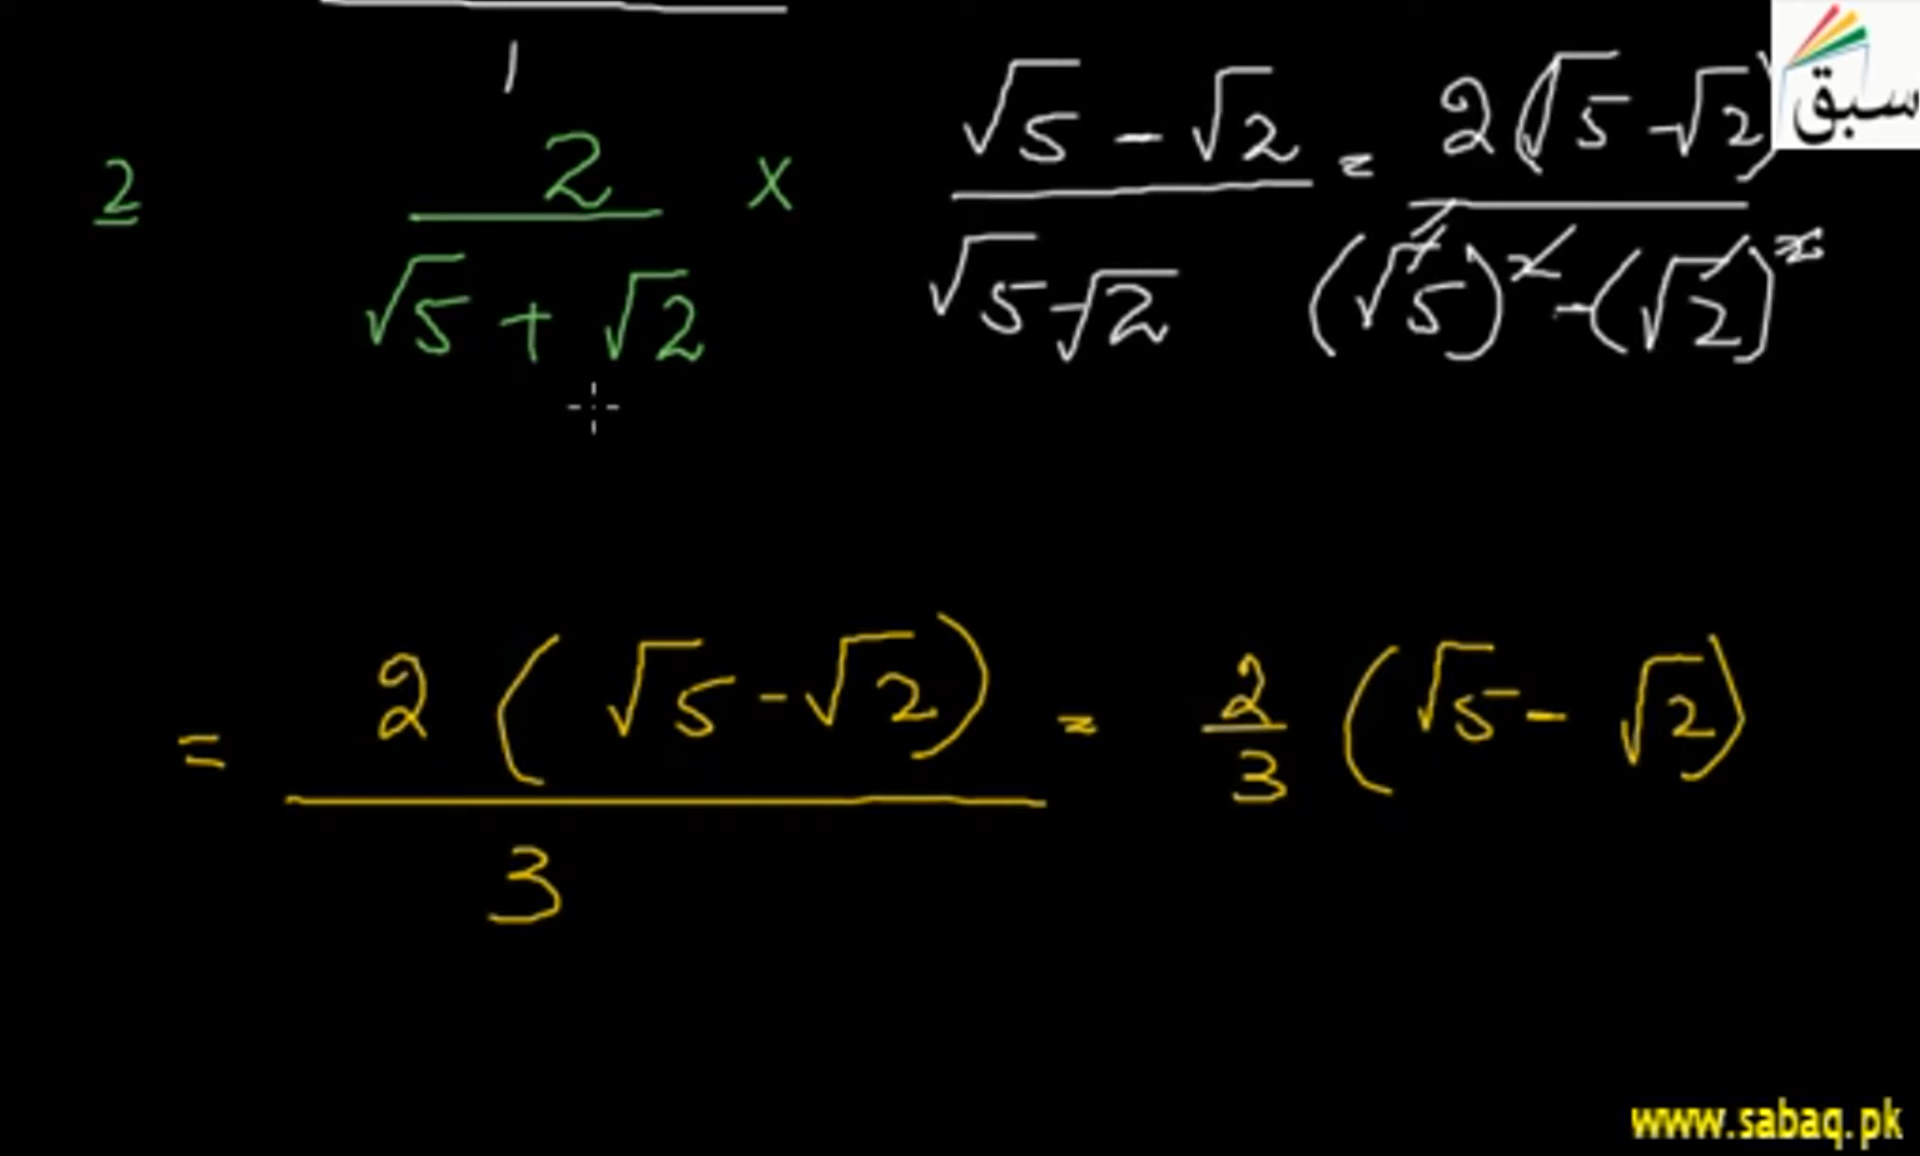 1
سبق
2 2/(√5 + √2) × (√5 - √2)/(√5 - √2) = 2(√5 - √2)/((√5)² - (√2)²)
= 2(√5 - √2)/3 = 2/3 (√5 - √2)
www.sabaq.pk